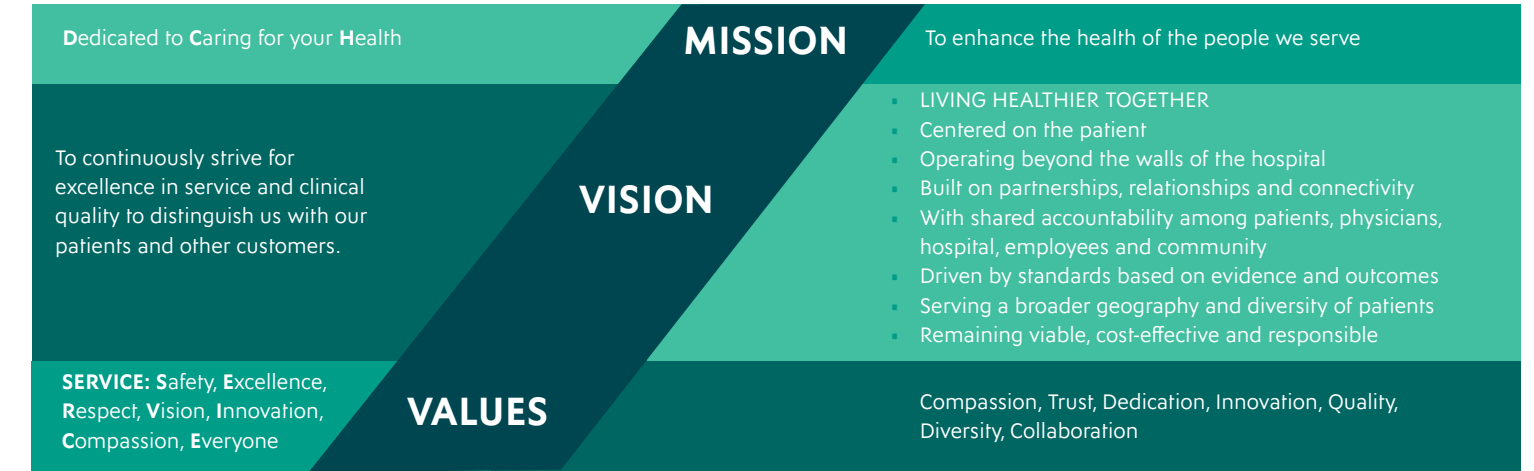 Dedicated to Caring for your Health
MISSION
To enhance the health of the people we serve
To continuously strive for
excellence in service and clinical
quality to distinguish us with our
patients and other customers.
VISION
▪ LIVING HEALTHIER TOGETHER
▪ Centered on the patient
▪ Operating beyond the walls of the hospital
▪ Built on partnerships, relationships and connectivity
▪ With shared accountability among patients, physicians,
hospital, employees and community
▪ Driven by standards based on evidence and outcomes
▪ Serving a broader geography and diversity of patients
▪ Remaining viable, cost-effective and responsible
SERVICE: Safety, Excellence,
Respect, Vision, Innovation,
Compassion, Everyone
VALUES
Compassion, Trust, Dedication, Innovation, Quality,
Diversity, Collaboration